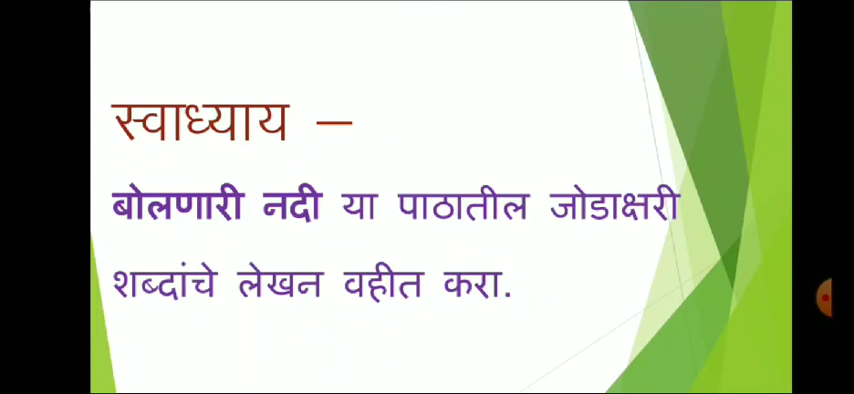 स्वाध्याय –
बोलणारी नदी या पाठातील जोडाक्षरी
शब्दांचे लेखन वहीत करा.